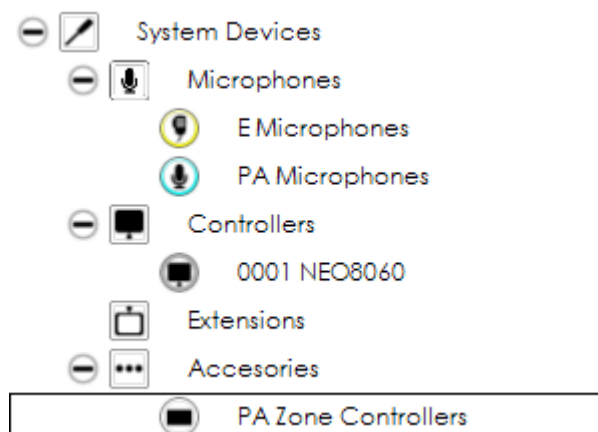 System Devices
Microphones
E Microphones
PA Microphones
Controllers
0001 NEO8060
Extensions
Accesories
PA Zone Controllers